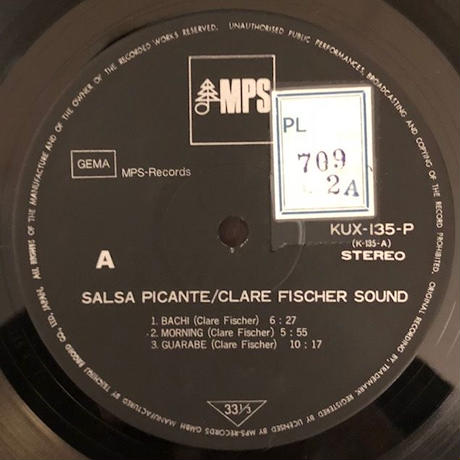 ALL RIGHTS OF THE MANUFACTURE AND OF THE OWNER OF THE RECORDED WORKS RESERVED. UNAUTHORISED PUBLIC PERFORMANCES, BROADCASTING AND COPYING OF THE RECORD PROHIBITED.
MPS
PL
709
2A
GEMA
MPS-Records
KUX-135-P
(K-135-A)
A
STEREO
SALSA PICANTE/CLARE FISCHER SOUND
1. BACHI (Clare Fischer) 6 : 27
2. MORNING (Clare Fischer) 5 : 55
3. GUARABE (Clare Fischer) 10 : 17
33 1/3
ORIGINAL RECORDING TRADEMARK REGISTERED BY LICENSED BY MPS-RECORDS GMBH MANUFACTURED BY TEICHIKU RECORD CO., LTD. JAPAN.